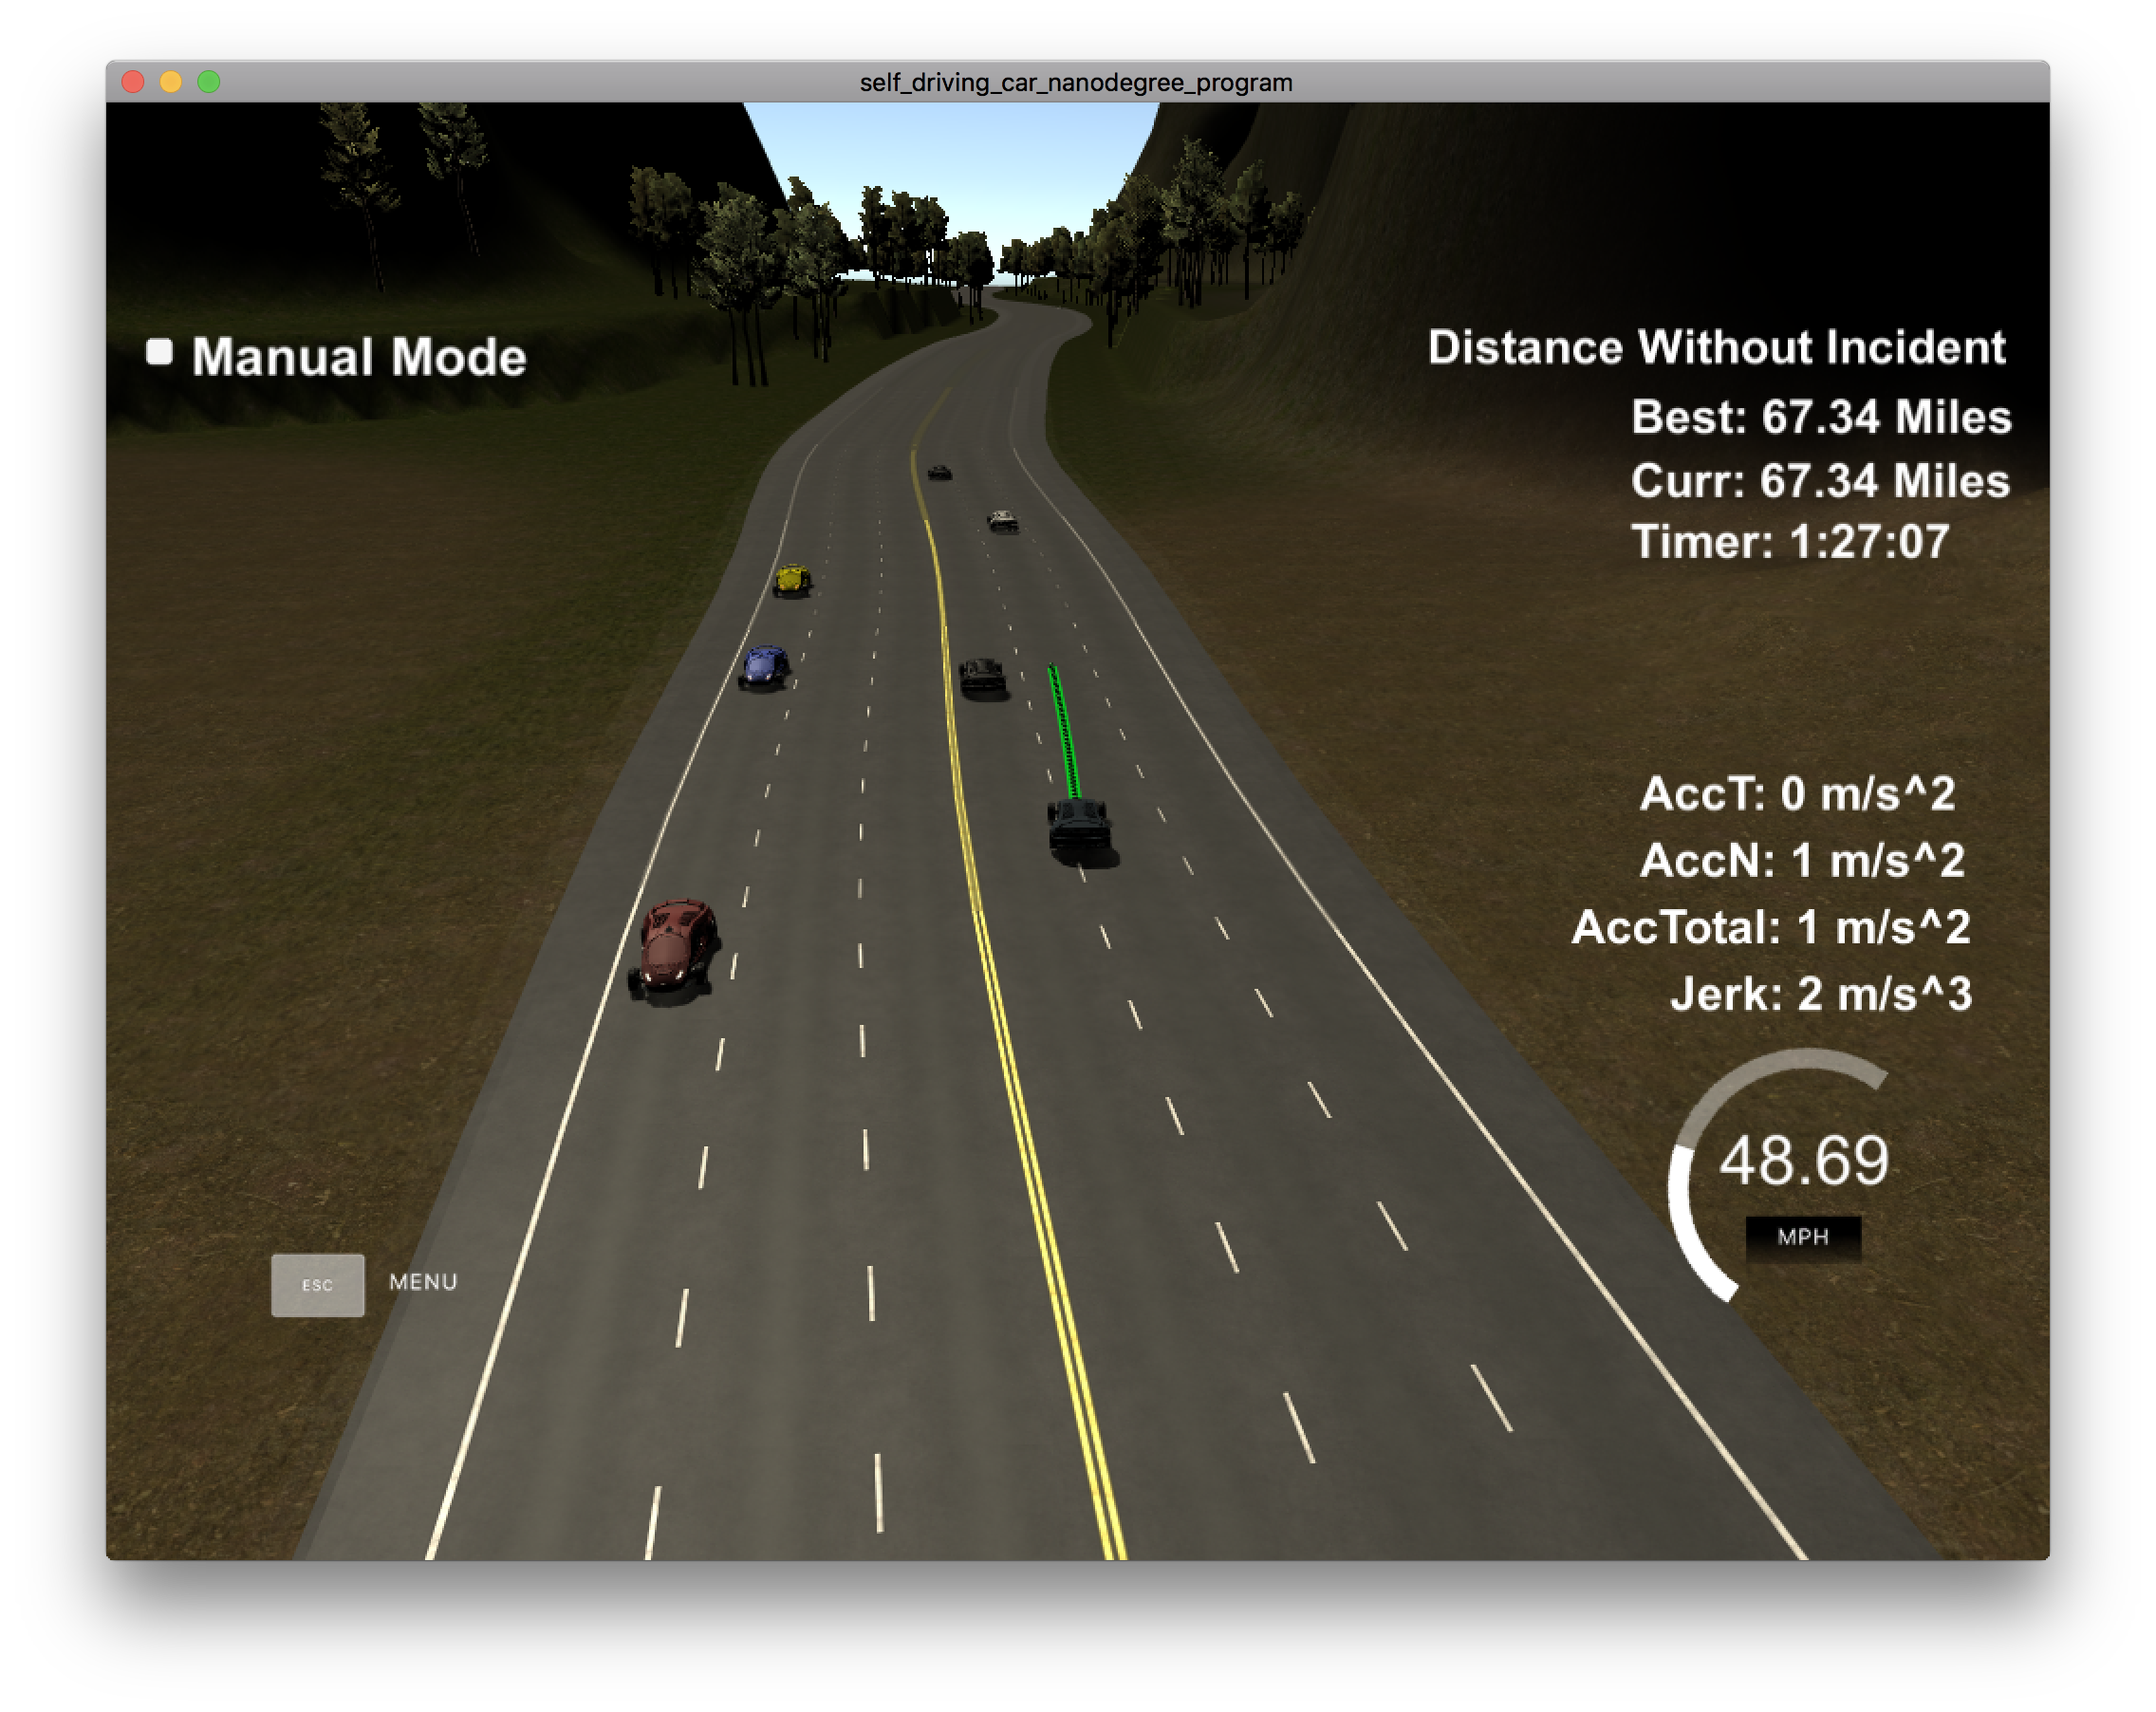 self_driving_car_nanodegree_program
Manual Mode
Distance Without Incident
Best: 67.34 Miles
Curr: 67.34 Miles
Timer: 1:27:07
AccT: 0 m/s^2
AccN: 1 m/s^2
AccTotal: 1 m/s^2
Jerk: 2 m/s^3
48.69
MPH
ESC MENU